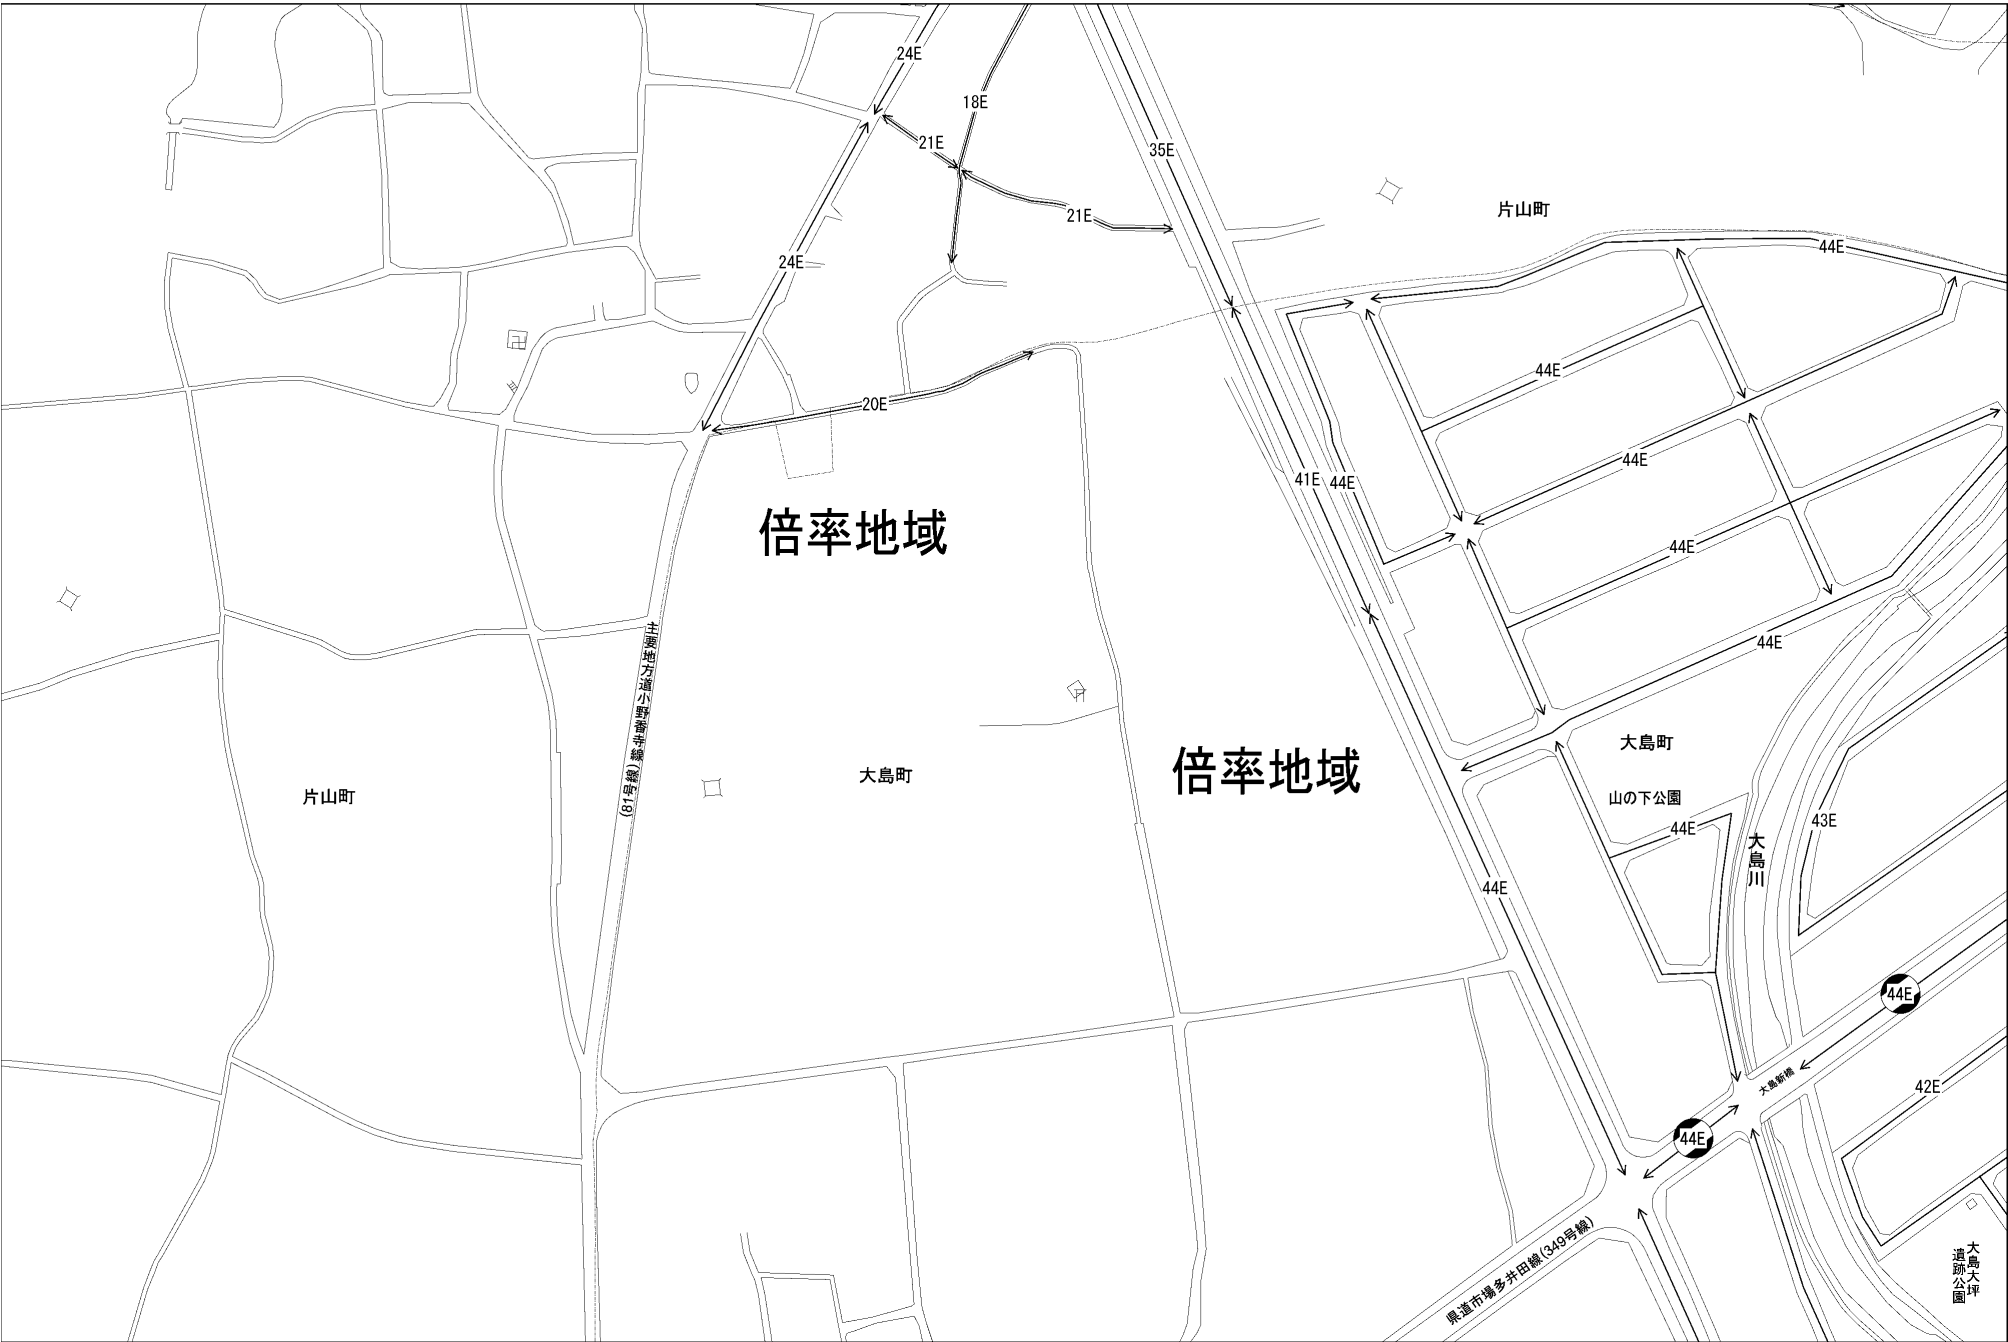 24E
18E
21E
35E
21E
片山町
44E
24E
44E
20E
44E
41E
44E
倍率地域
44E
主要地方道小野香寺線
(81号線)
44E
大島町
大島町
倍率地域
片山町
山の下公園
44E
43E
大島川
44E
44E
大島新橋
42E
44E
県道市場多井田線(349号線)
大島大坪
遺跡公園